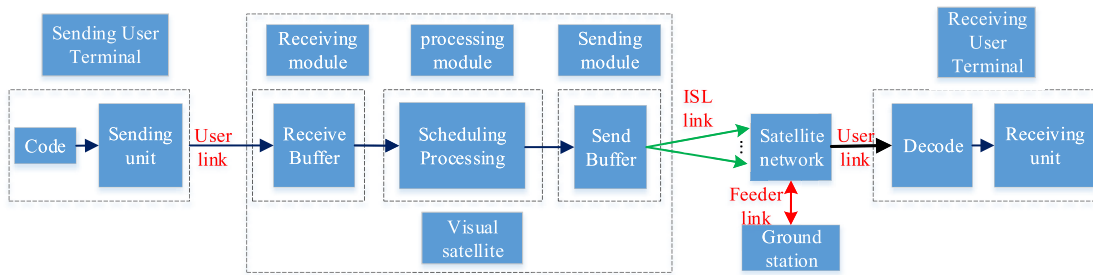 Sending User
Terminal
Receiving
module
processing
module
Sending
module
Receiving
User
Terminal
Code
Sending
unit
User
link
Receive
Buffer
Scheduling
Processing
Send
Buffer
ISL
link
...
Satellite
network
User
link
Decode
Receiving
unit
Feeder
link
Visual
satellite
Ground
station